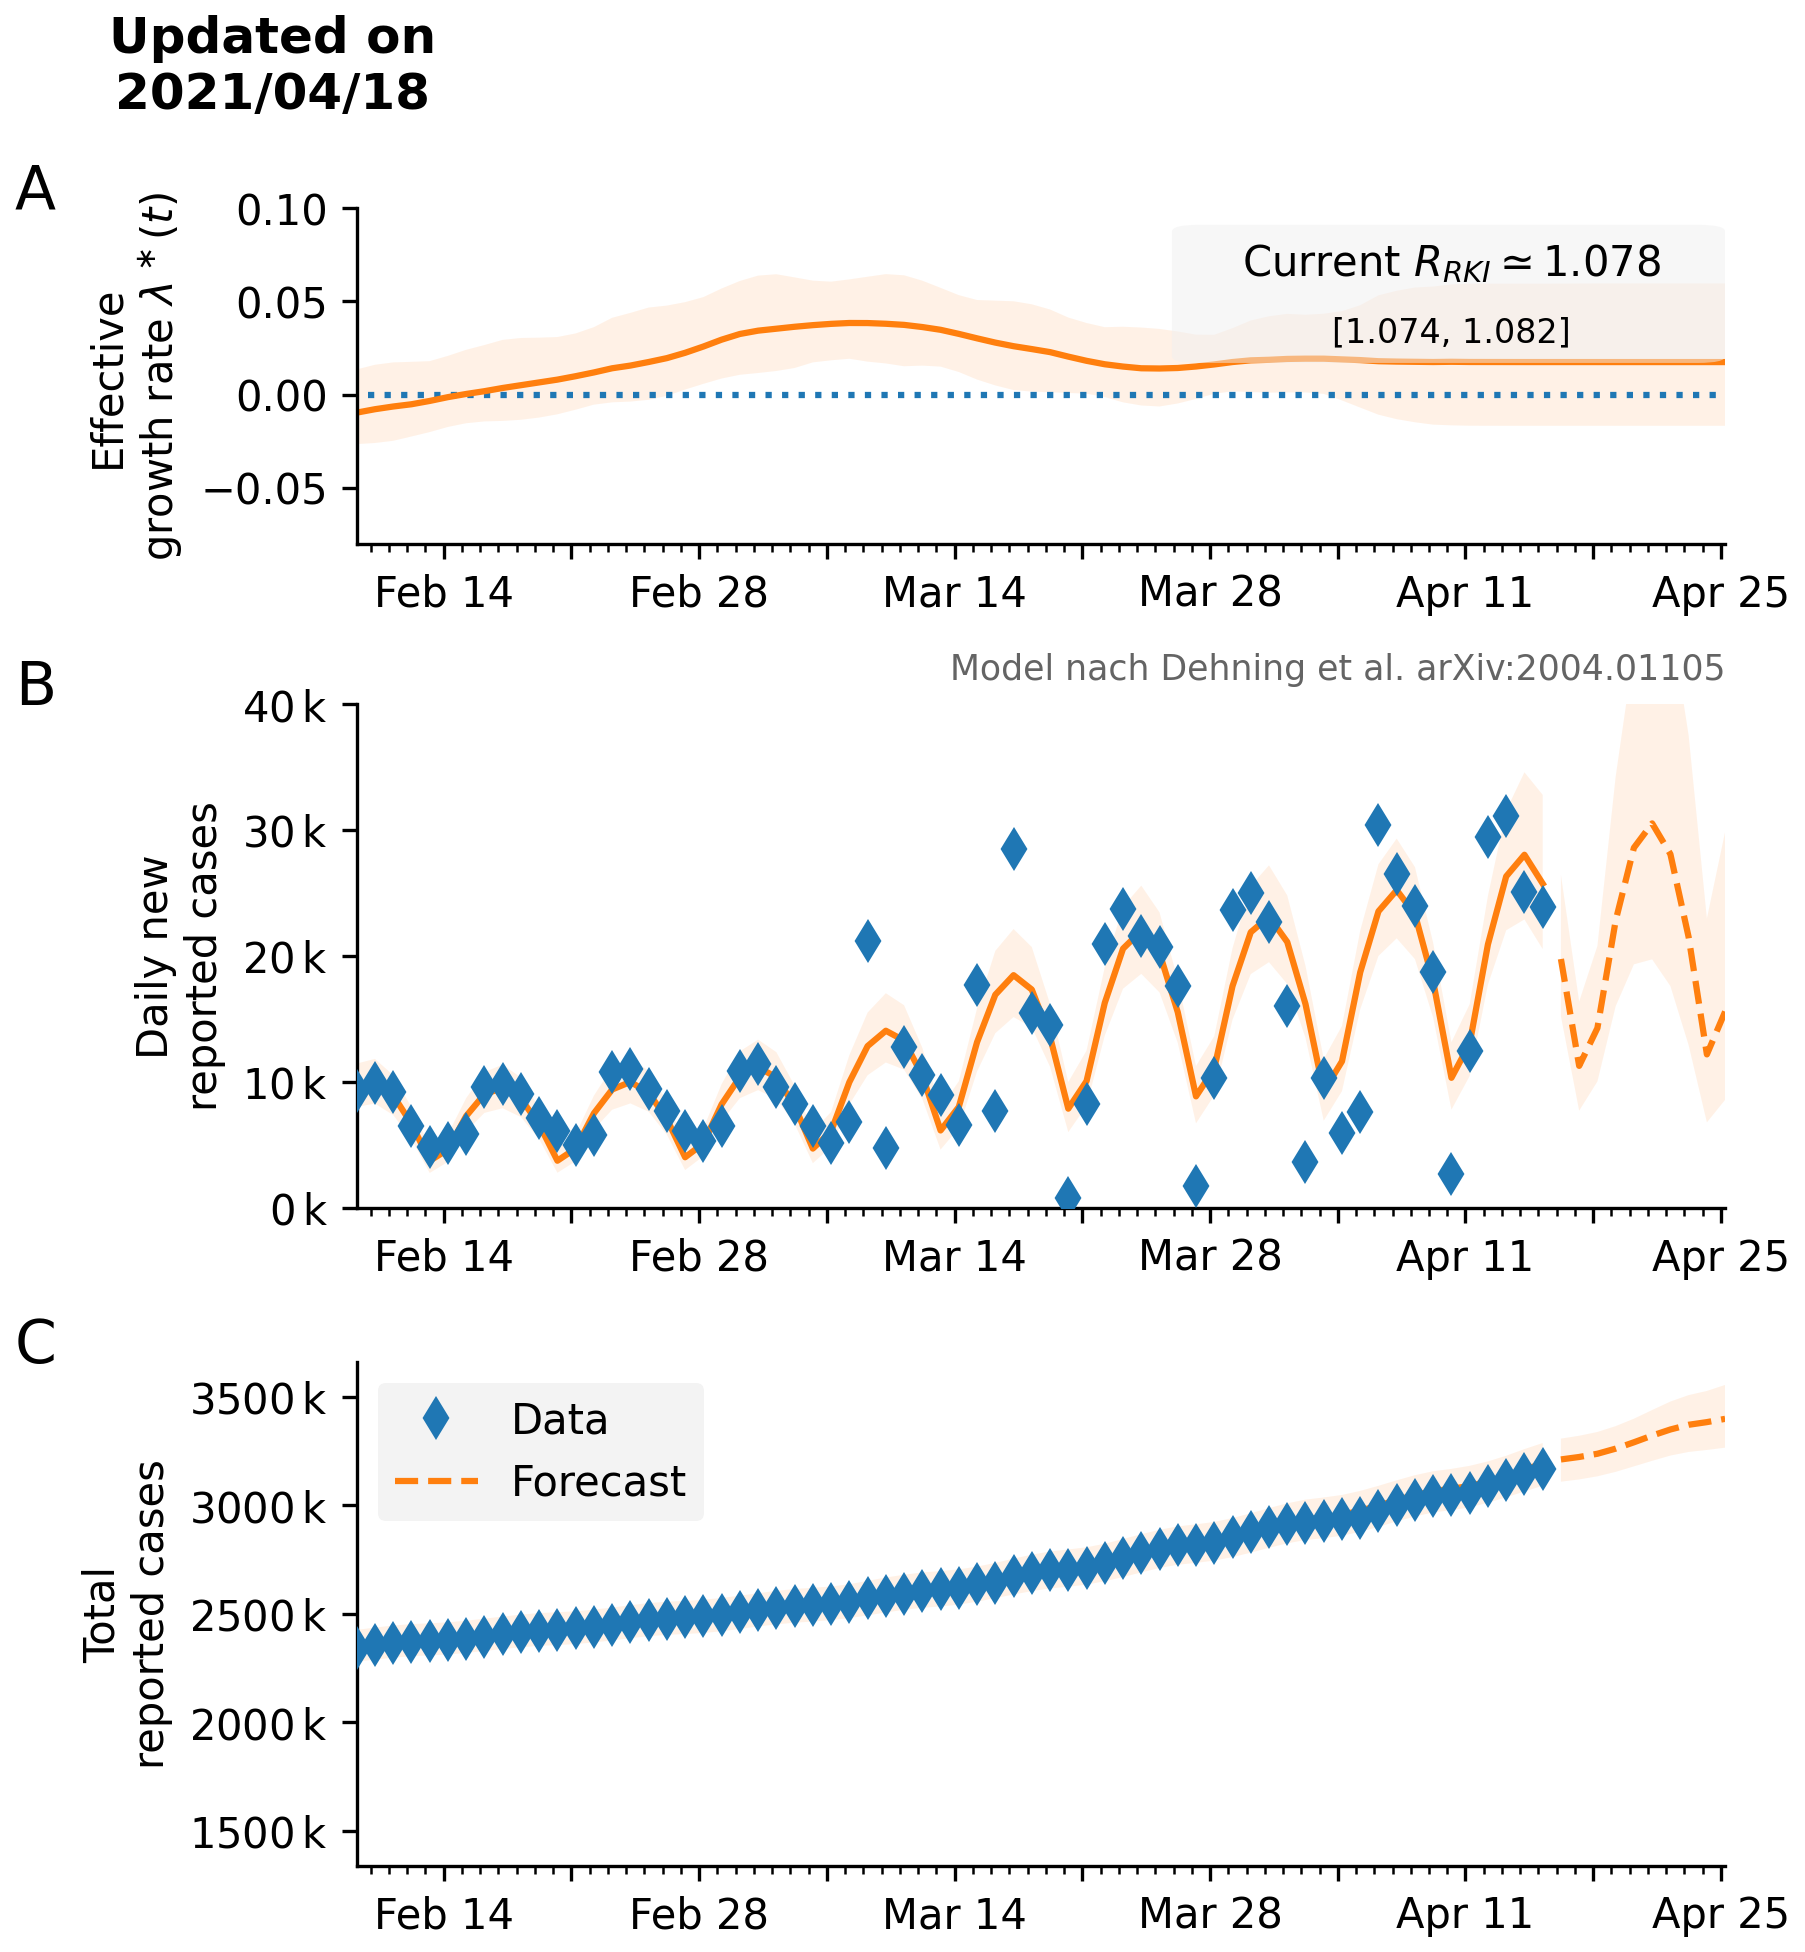 Updated on
2021/04/18
A
Effective
growth rate λ * (t)
0.10
0.05
0.00
−0.05
Current R_RKI ≃ 1.078
[1.074, 1.082]
Feb 14 Feb 28 Mar 14 Mar 28 Apr 11 Apr 25
Model nach Dehning et al. arXiv:2004.01105
B
Daily new
reported cases
40 k
30 k
20 k
10 k
0 k
Feb 14 Feb 28 Mar 14 Mar 28 Apr 11 Apr 25
C
Total
reported cases
3500 k
3000 k
2500 k
2000 k
1500 k
Data
Forecast
Feb 14 Feb 28 Mar 14 Mar 28 Apr 11 Apr 25